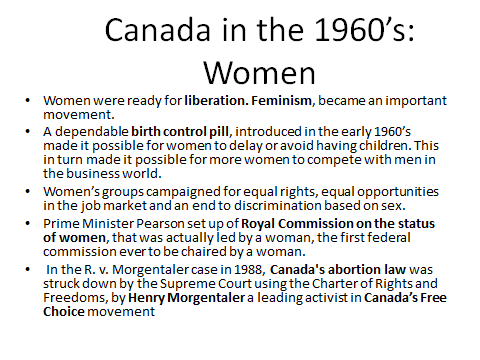 Canada in the 1960’s:
Women
• Women were ready for liberation. Feminism, became an important
movement.
• A dependable birth control pill, introduced in the early 1960’s
made it possible for women to delay or avoid having children. This
in turn made it possible for more women to compete with men in
the business world.
• Women’s groups campaigned for equal rights, equal opportunities
in the job market and an end to discrimination based on sex.
• Prime Minister Pearson set up of Royal Commission on the status
of women, that was actually led by a woman, the first federal
commission ever to be chaired by a woman.
• In the R. v. Morgentaler case in 1988, Canada's abortion law was
struck down by the Supreme Court using the Charter of Rights and
Freedoms, by Henry Morgentaler a leading activist in Canada’s Free
Choice movement